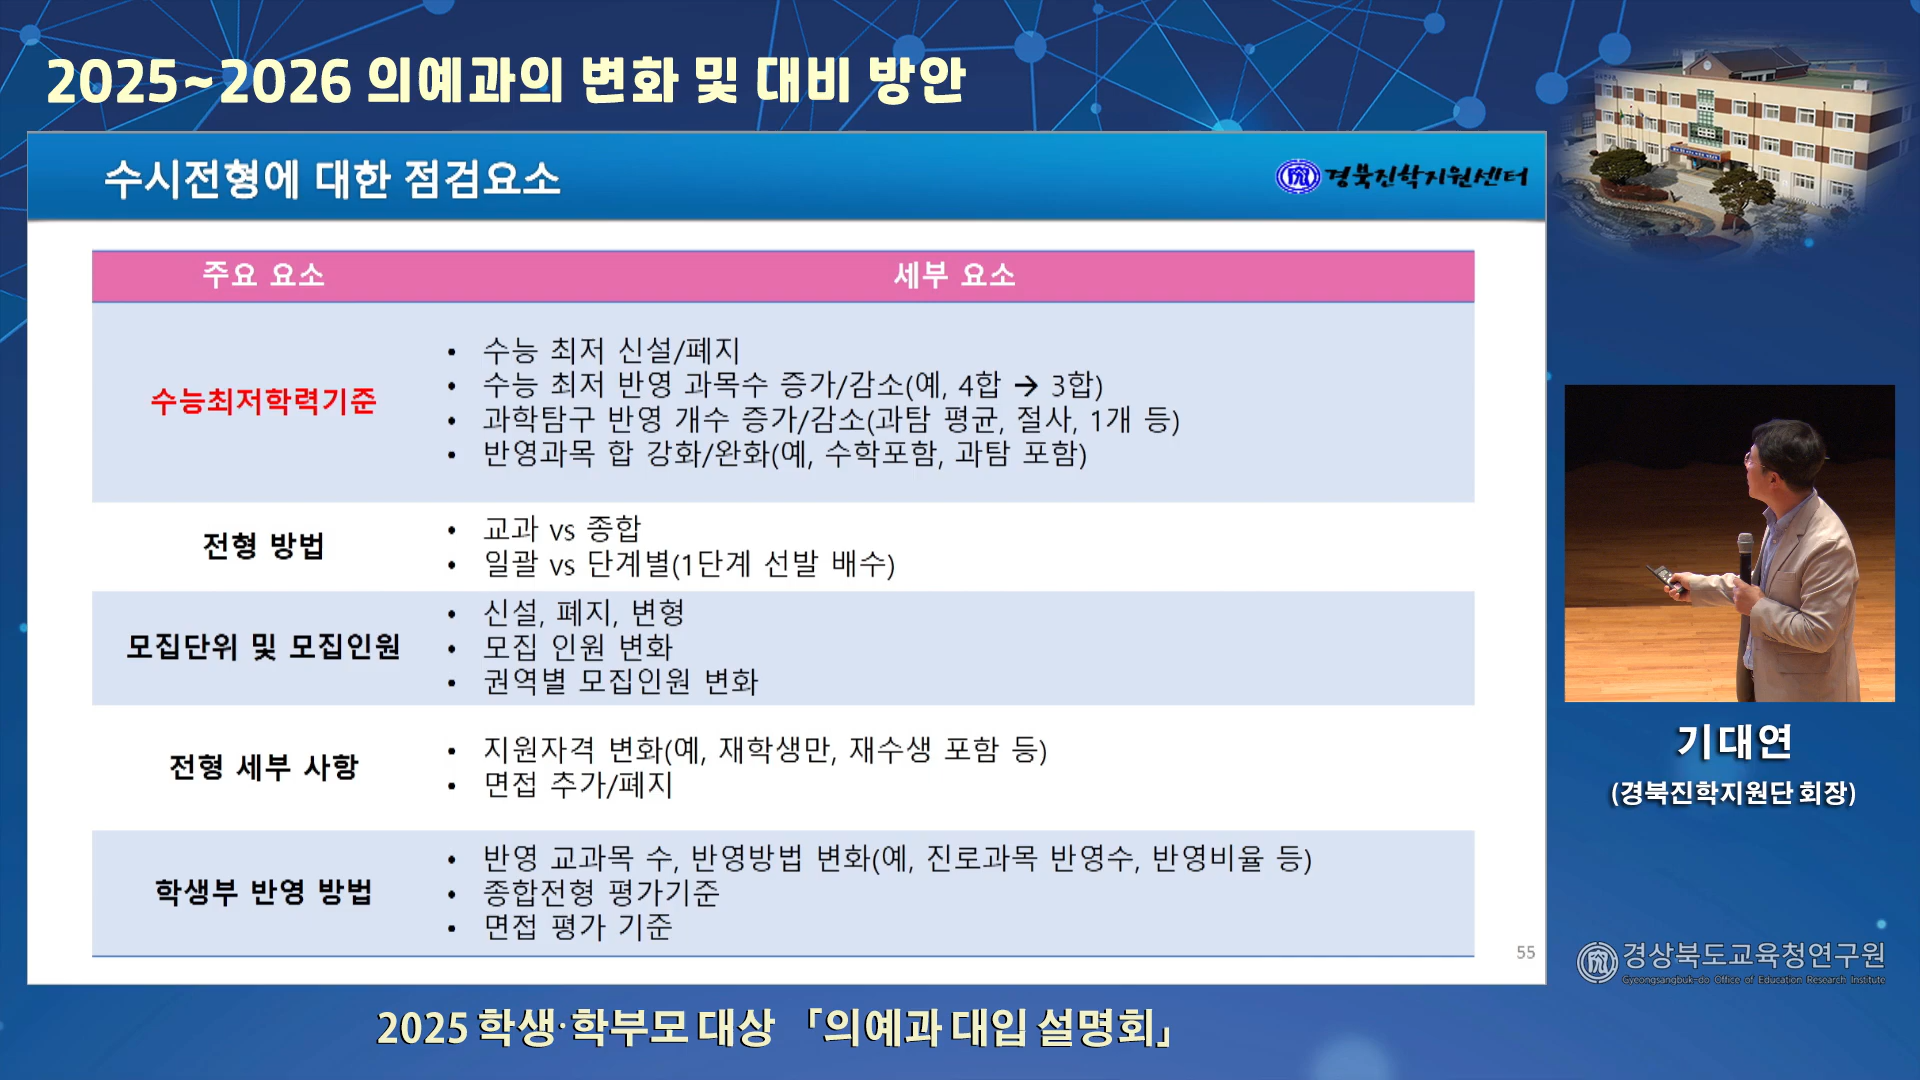 2025~2026 의예과의 변화 및 대비 방안
수시전형에 대한 점검요소
경북진학지원센터
주요 요소
세부 요소
수능최저학력기준
• 수능 최저 신설/폐지
• 수능 최저 반영 과목수 증가/감소(예, 4합 → 3합)
• 과학탐구 반영 개수 증가/감소(과탐 평균, 절사, 1개 등)
• 반영과목 합 강화/완화(예, 수학포함, 과탐 포함)
전형 방법
• 교과 vs 종합
• 일괄 vs 단계별(1단계 선발 배수)
모집단위 및 모집인원
• 신설, 폐지, 변형
• 모집 인원 변화
• 권역별 모집인원 변화
전형 세부 사항
• 지원자격 변화(예, 재학생만, 재수생 포함 등)
• 면접 추가/폐지
학생부 반영 방법
• 반영 교과목 수, 반영방법 변화(예, 진로과목 반영수, 반영비율 등)
• 종합전형 평가기준
• 면접 평가 기준
55
기대연
(경북진학지원단 회장)
경상북도교육청연구원
Gyeongsangbuk-do Office of Education Research Institute
2025 학생·학부모 대상 「의예과 대입 설명회」